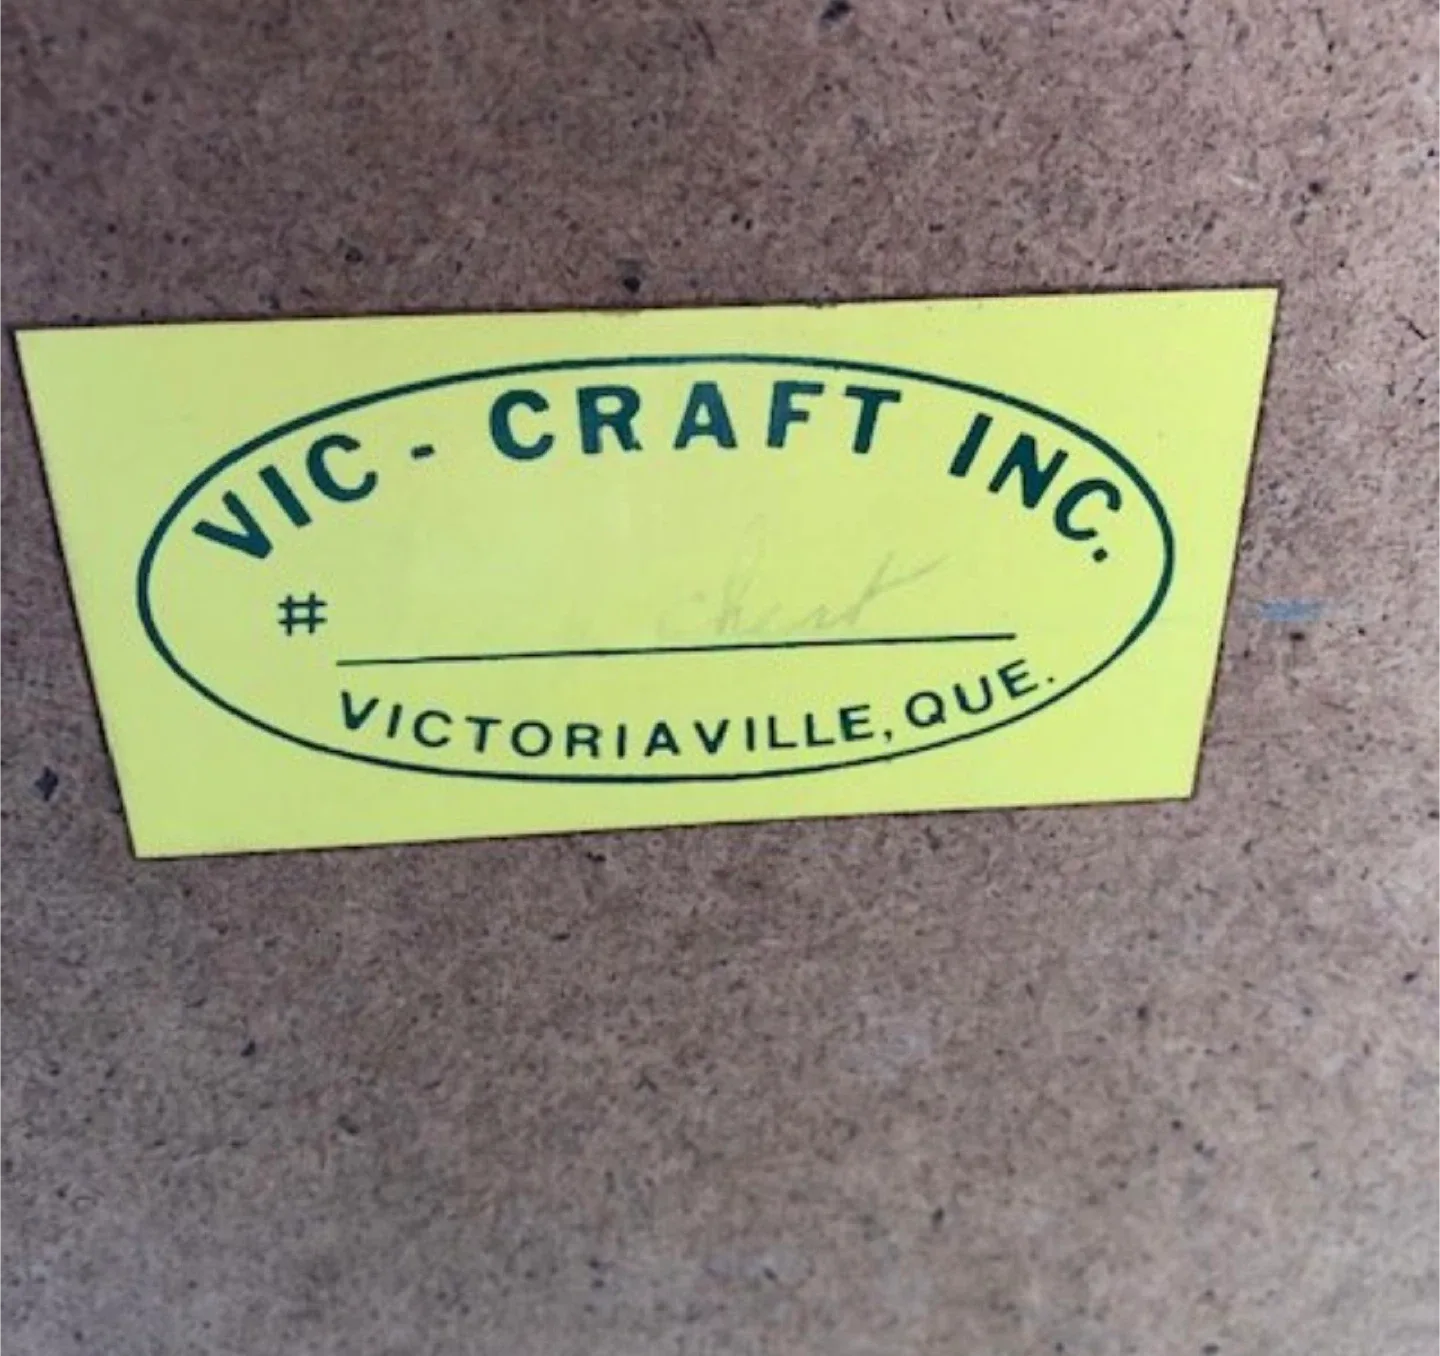 VIC - CRAFT INC.
# chest
VICTORIAVILLE, QUE.